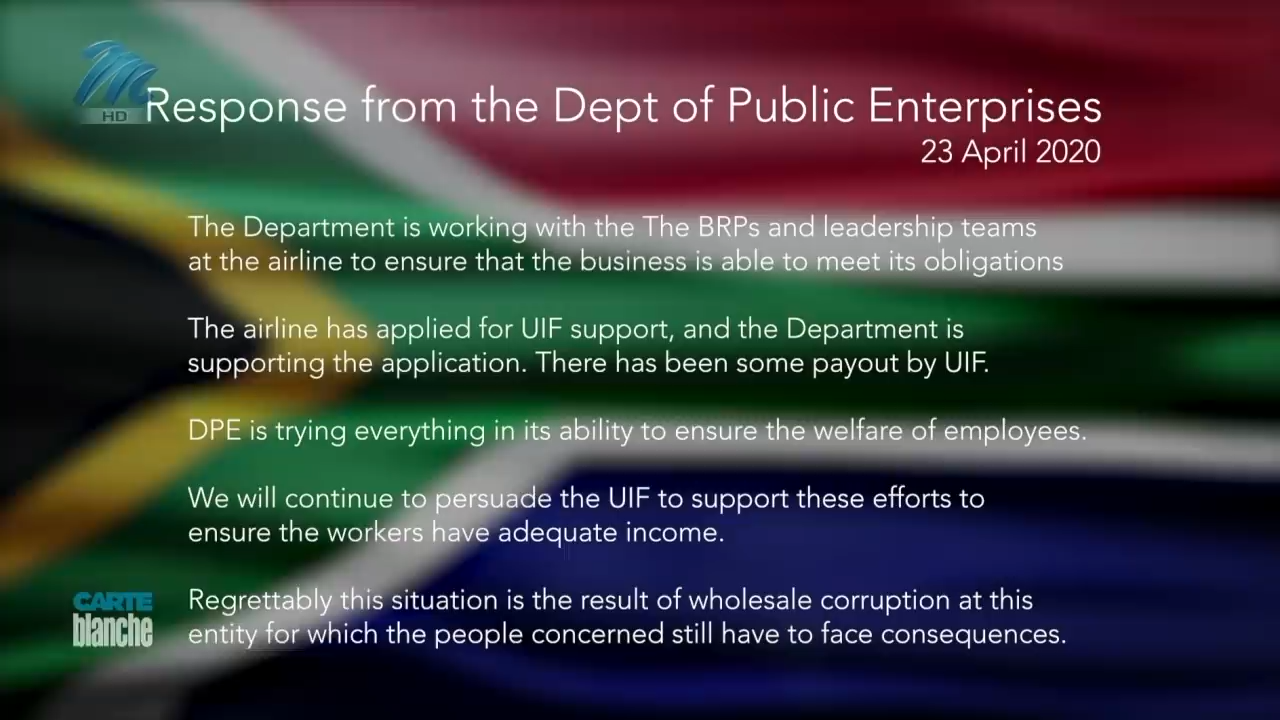 M
HD
Response from the Dept of Public Enterprises
23 April 2020
The Department is working with the The BRPs and leadership teams
at the airline to ensure that the business is able to meet its obligations
The airline has applied for UIF support, and the Department is
supporting the application. There has been some payout by UIF.
DPE is trying everything in its ability to ensure the welfare of employees.
We will continue to persuade the UIF to support these efforts to
ensure the workers have adequate income.
Regrettably this situation is the result of wholesale corruption at this
entity for which the people concerned still have to face consequences.
CARTE
blanche